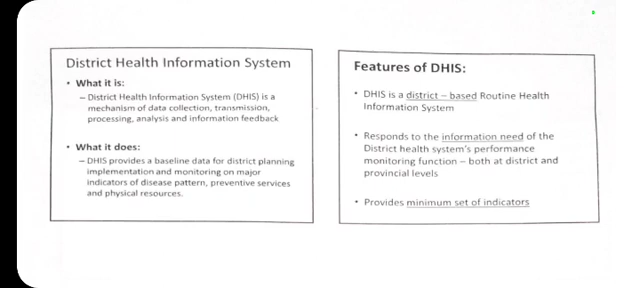 District Health Information System
• What it is:
– District Health Information System (DHIS) is a
mechanism of data collection, transmission,
processing, analysis and information feedback
• What it does:
– DHIS provides a baseline data for district planning
implementation and monitoring on major
indicators of disease pattern, preventive services
and physical resources.
Features of DHIS:
• DHIS is a district – based Routine Health
Information System
• Responds to the information need of the
District health system's performance
monitoring function – both at district and
provincial levels
• Provides minimum set of indicators